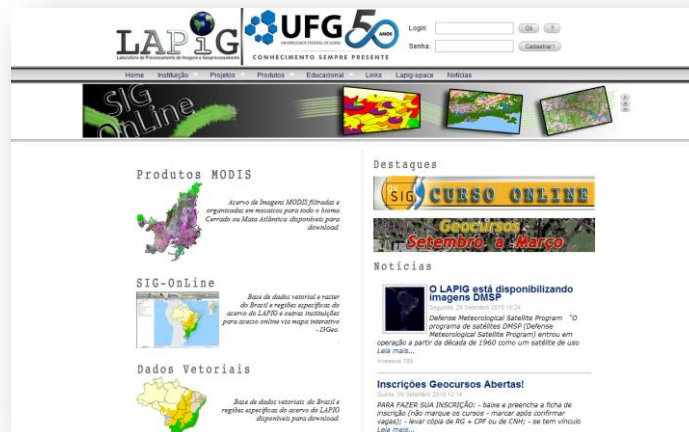 LAPIG
Laboratório de Processamento de Imagens e Geoprocessamento
UFG 50 ANOS
UNIVERSIDADE FEDERAL DE GOIÁS
CONHECIMENTO SEMPRE PRESENTE
Login:
Ok
?
Senha:
Cadastrar!
Home Instituição Projetos Produtos Educacional Links Lapig-space Notícias
SIG
OnLine
Produtos MODIS
Acervo de Imagens MODIS filtradas e
organizadas em mosaicos para todo o bioma
Cerrado ou Mata Atlântica disponíveis para
download.
SIG-OnLine
Base de dados vetorial e raster
do Brasil e regiões específicas do
acervo do LAPIG e outras instituições
para acesso online via mapa interativo
- I3Geo.
Dados Vetoriais
Base de dados vetoriais do Brasil e
regiões específicas do acervo do LAPIG
disponíveis para download.
Destaques
SIG CURSO ONLINE
Geocursos
Setembro a Março
Notícias
O LAPIG está disponibilizando
imagens DMSP
Defense Meteorological Satellite Program "O
programa de satélites DMSP (Defense
Meteorological Satellite Program) entrou em
operação a partir da década de 1960 como um satélite de uso
Leia mais...
Inscrições Geocursos Abertas!
PARA FAZER SUA INSCRIÇÃO: - baixe e preencha a ficha de
inscrição (não marque os cursos - marcar após confirmar
vagas); - levar cópia de RG + CPF ou de CNH; - se tem vínculo
Leia mais...